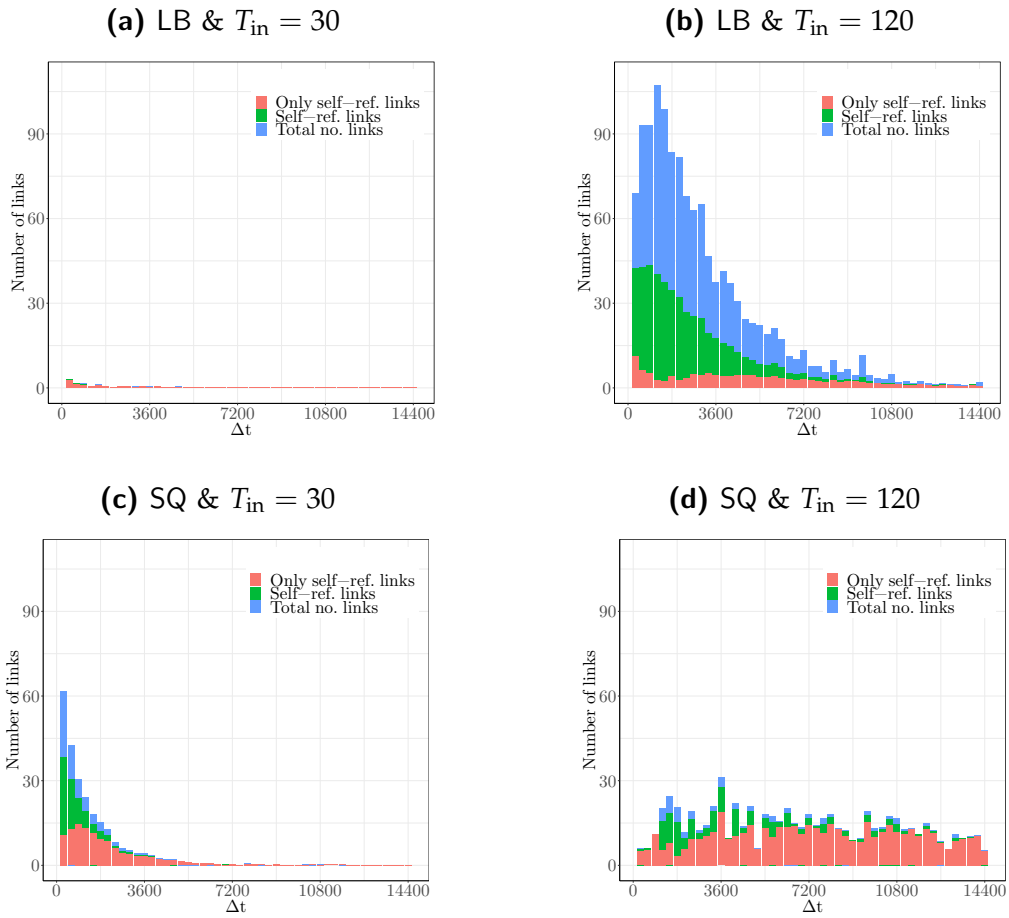 (a) LB & Tin = 30
Number of links
90
60
30
0
Only self−ref. links
Self−ref. links
Total no. links
0 3600 7200 10800 14400
Δt
(b) LB & Tin = 120
Number of links
90
60
30
0
Only self−ref. links
Self−ref. links
Total no. links
0 3600 7200 10800 14400
Δt
(c) SQ & Tin = 30
Number of links
90
60
30
0
Only self−ref. links
Self−ref. links
Total no. links
0 3600 7200 10800 14400
Δt
(d) SQ & Tin = 120
Number of links
90
60
30
0
Only self−ref. links
Self−ref. links
Total no. links
0 3600 7200 10800 14400
Δt